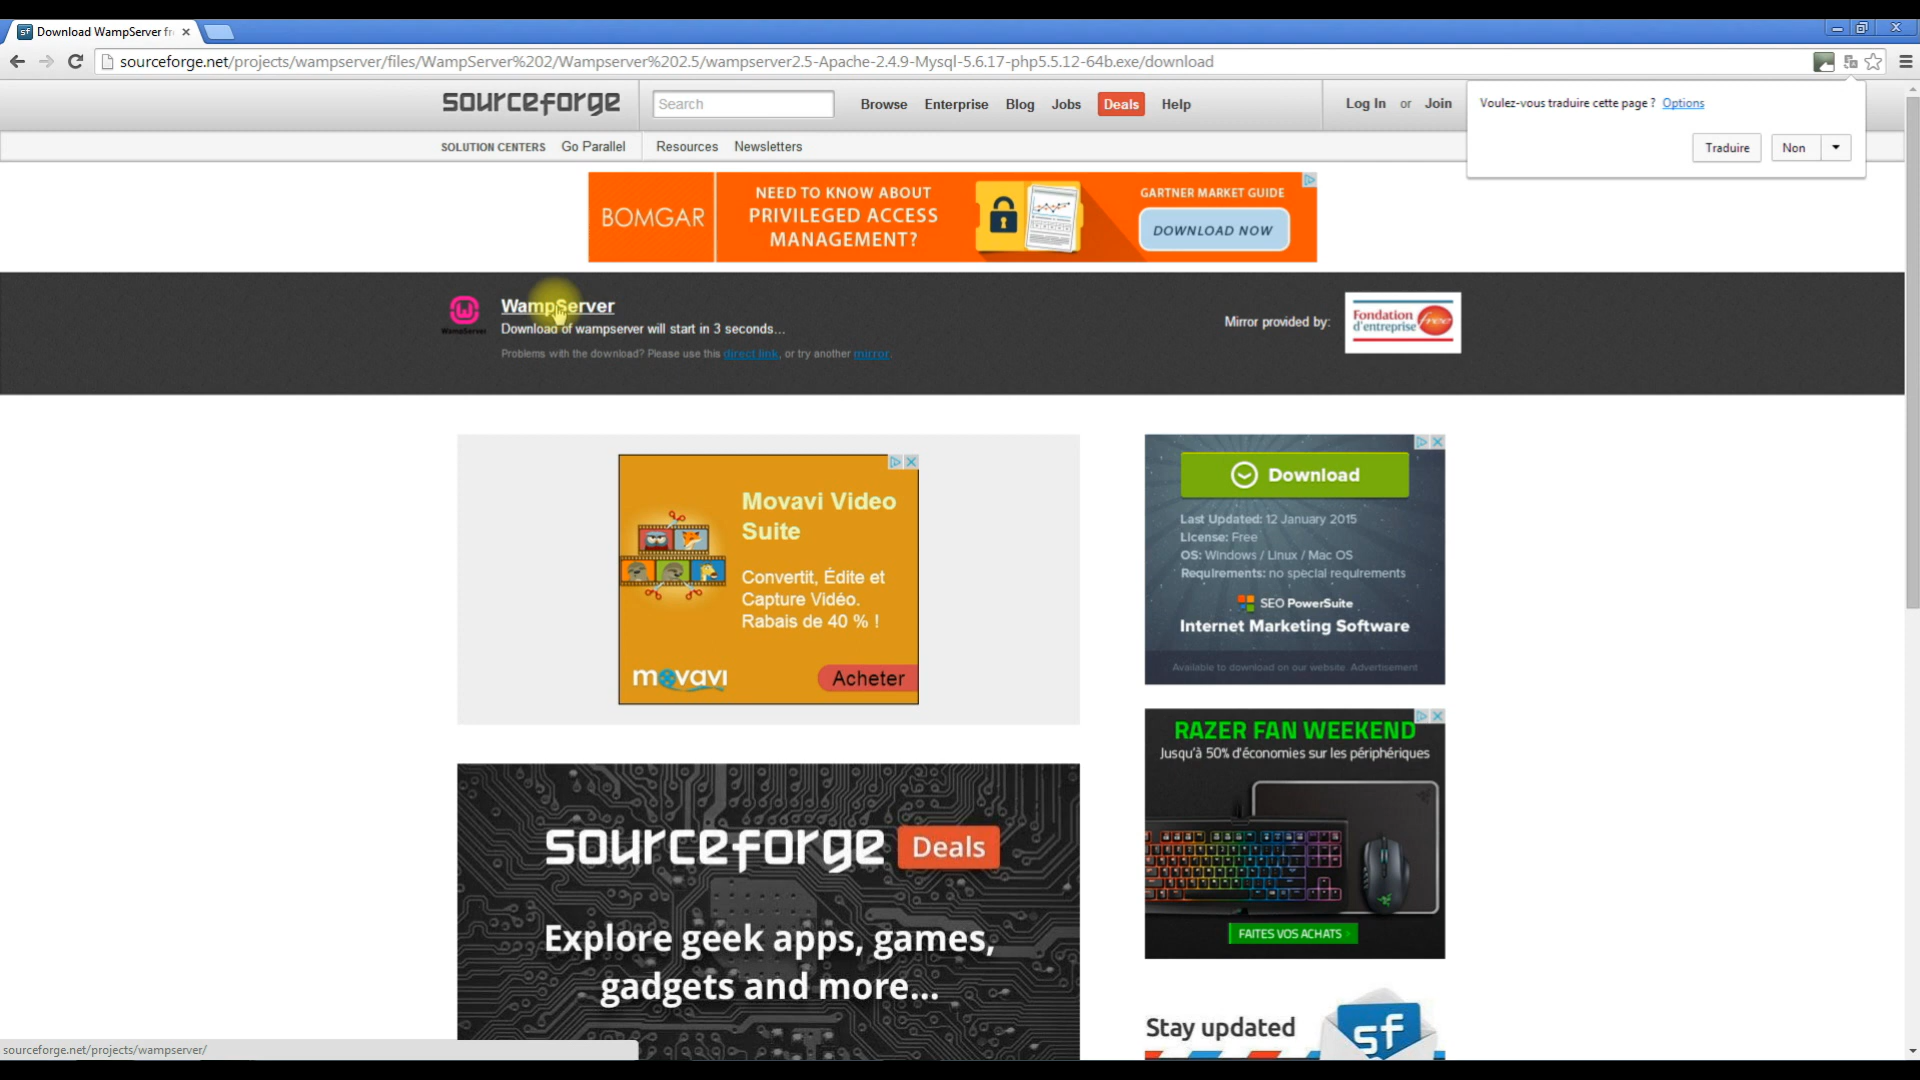 Download WampServer fr
sourceforge.net/projects/wampserver/files/WampServer%202/Wampserver%202.5/wampserver2.5-Apache-2.4.9-Mysql-5.6.17-php5.5.12-64b.exe/download
sourceforge
Search
Browse Enterprise Blog Jobs Deals Help
Log In or Join
Voulez-vous traduire cette page ? Options
Traduire Non
SOLUTION CENTERS Go Parallel Resources Newsletters
BOMGAR
NEED TO KNOW ABOUT
PRIVILEGED ACCESS
MANAGEMENT?
GARTNER MARKET GUIDE
DOWNLOAD NOW
WampServer
WampServer
Download of wampserver will start in 3 seconds...
Problems with the download? Please use this direct link, or try another mirror.
Mirror provided by:
Fondation
d'entreprise free
Movavi Video
Suite
Convertit, Édite et
Capture Vidéo.
Rabais de 40 % !
movavi
Acheter
Download
Last Updated: 12 January 2015
License: Free
OS: Windows / Linux / Mac OS
Requirements: no special requirements
SEO PowerSuite
Internet Marketing Software
Available to download on our website Advertisement
RAZER FAN WEEKEND
Jusqu'à 50% d'économies sur les périphériques
FAITES VOS ACHATS
sourceforge Deals
Explore geek apps, games,
gadgets and more...
Stay updated
sf
sourceforge.net/projects/wampserver/